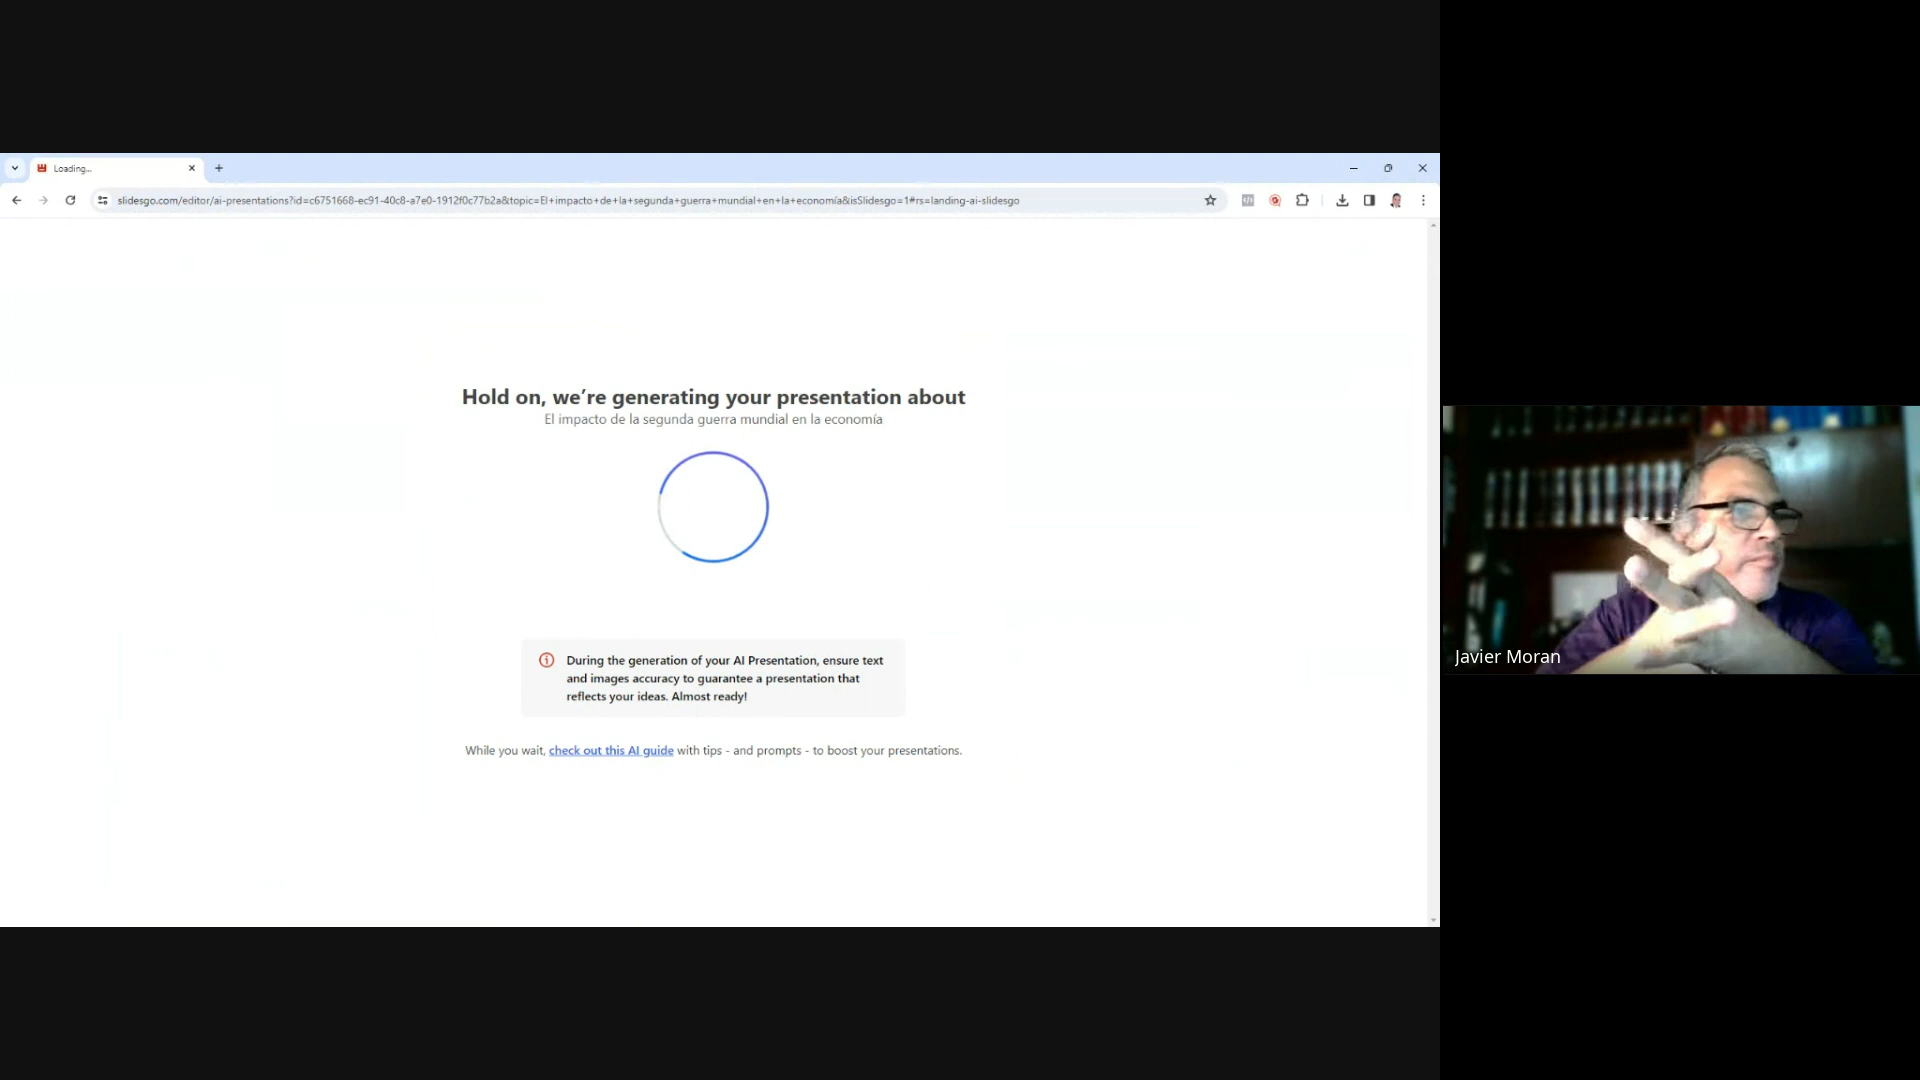 Loading...
slidesgo.com/editor/ai-presentations?id=c6751668-ec91-40c8-a7e0-1912f0c77b2a&topic=El+impacto+de+la+segunda+guerra+mundial+en+la+economía&isSlidesgo=1#rs=landing-ai-slidesgo
Hold on, we’re generating your presentation about
El impacto de la segunda guerra mundial en la economía
During the generation of your AI Presentation, ensure text
and images accuracy to guarantee a presentation that
reflects your ideas. Almost ready!
While you wait, check out this AI guide with tips - and prompts - to boost your presentations.
Javier Moran